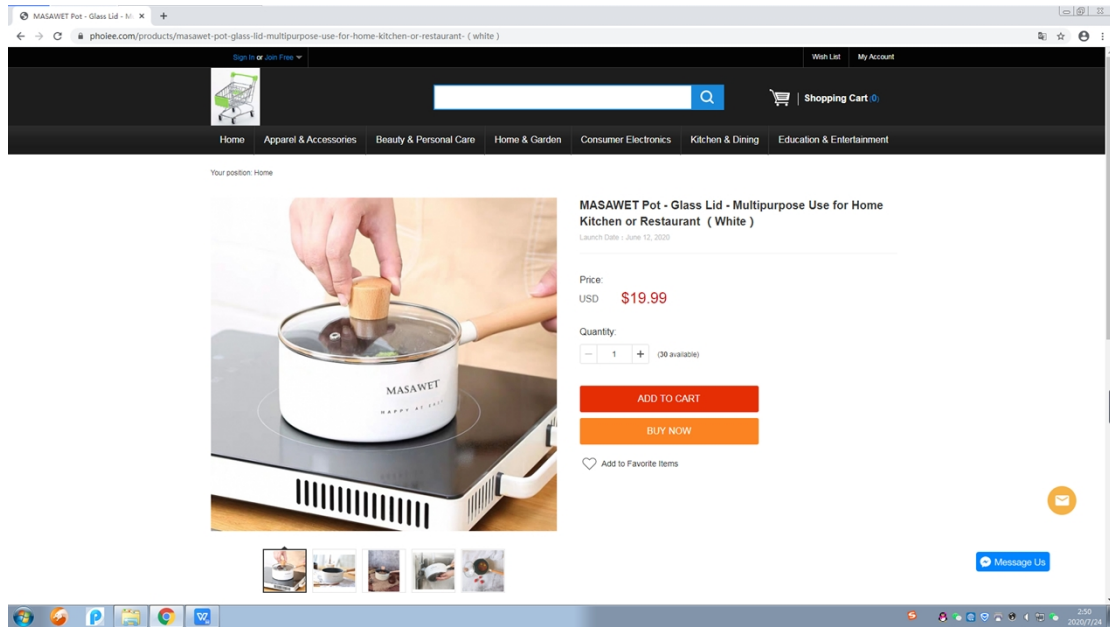 MASAWET Pot - Glass Lid - M
phoiee.com/products/masawet-pot-glass-lid-multipurpose-use-for-home-kitchen-or-restaurant- ( white )
Sign In or Join Free
Wish List My Account
Shopping Cart (0)
Home Apparel & Accessories Beauty & Personal Care Home & Garden Consumer Electronics Kitchen & Dining Education & Entertainment
Your position: Home
MASAWET Pot - Glass Lid - Multipurpose Use for Home
Kitchen or Restaurant ( White )
Launch Date : June 12, 2020
Price:
USD $19.99
Quantity:
1 (30 available)
MASAWET
ADD TO CART
BUY NOW
Add to Favorite Items
Message Us
2:50
2020/7/24